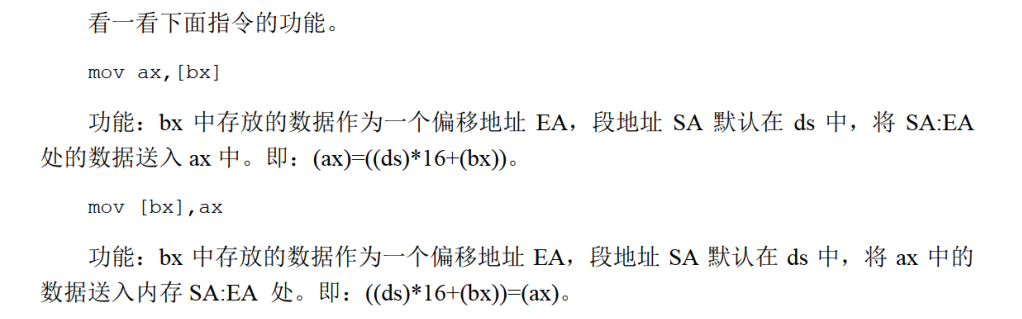 看一看下面指令的功能。
mov ax,[bx]
功能：bx 中存放的数据作为一个偏移地址 EA，段地址 SA 默认在 ds 中，将 SA:EA
处的数据送入 ax 中。即：(ax)=((ds)*16+(bx))。
mov [bx],ax
功能：bx 中存放的数据作为一个偏移地址 EA，段地址 SA 默认在 ds 中，将 ax 中的
数据送入内存 SA:EA 处。即：((ds)*16+(bx))=(ax)。